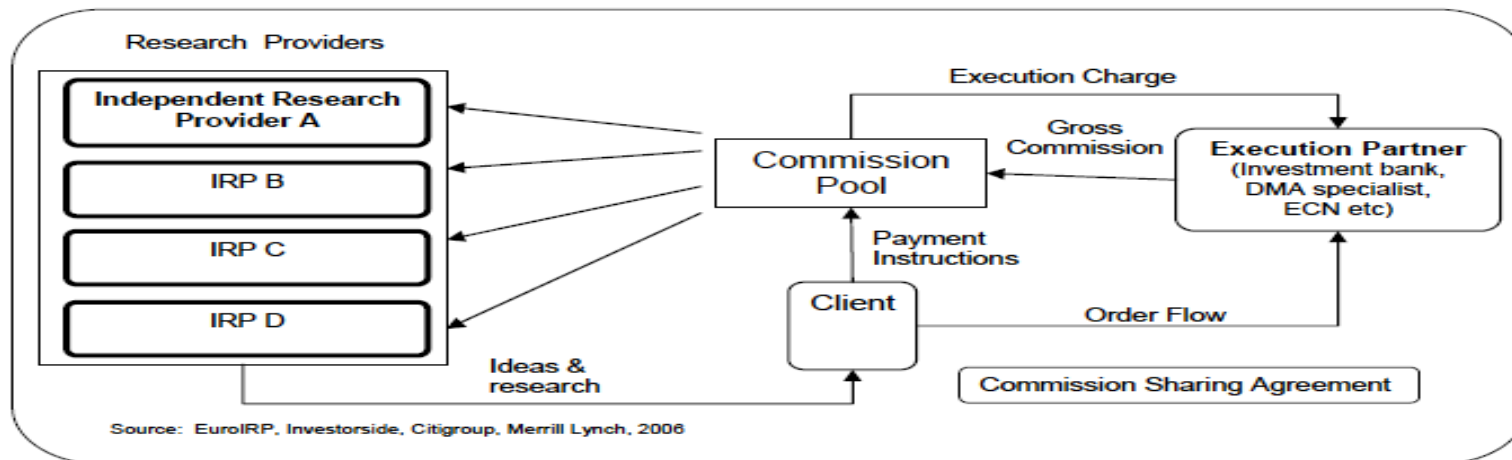 Research Providers
Independent Research
Provider A
IRP B
IRP C
IRP D
Ideas &
research
Commission
Pool
Payment
Instructions
Client
Execution Charge
Gross
Commission
Execution Partner
(Investment bank,
DMA specialist,
ECN etc)
Order Flow
Commission Sharing Agreement
Source: EuroIRP, Investorside, Citigroup, Merrill Lynch, 2006